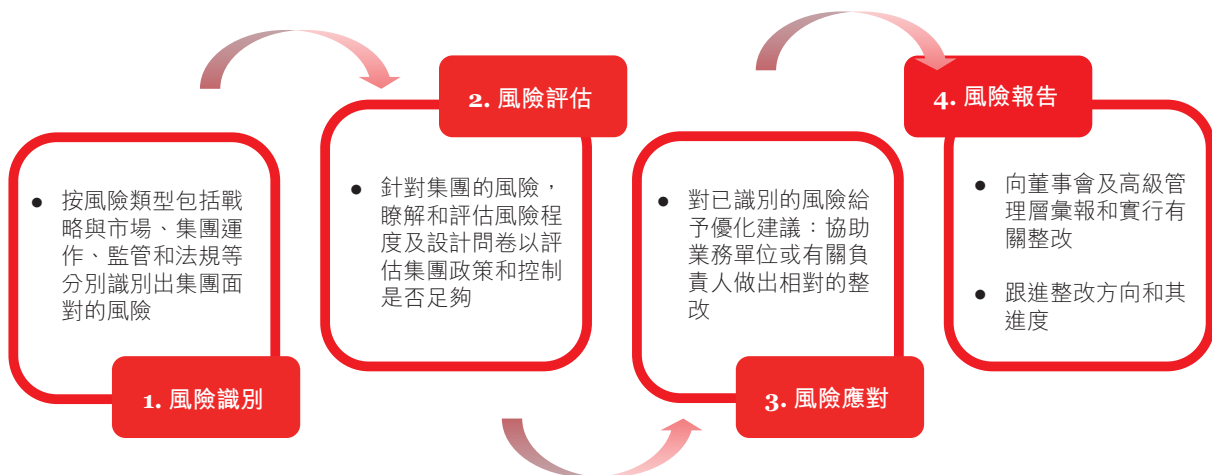 按風險類型包括戰
略與市場、集團運
作、監管和法規等
分別識別出集團面
對的風險
1. 風險識別
2. 風險評估
針對集團的風險，
瞭解和評估風險程
度及設計問卷以評
估集團政策和控制
是否足夠
對已識別的風險給
予優化建議：協助
業務單位或有關負
責人做出相對的整
改
3. 風險應對
4. 風險報告
向董事會及高級管
理層彙報和實行有
關整改
跟進整改方向和其
進度